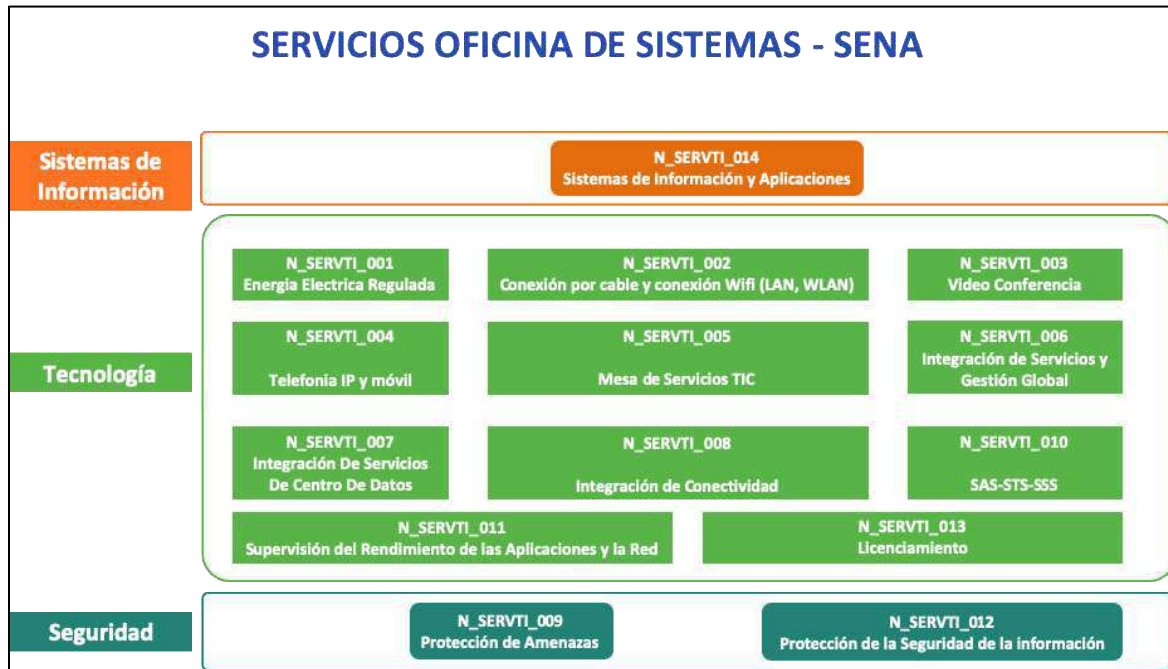 SERVICIOS OFICINA DE SISTEMAS - SENA
Sistemas de
Información
N_SERVTI_014
Sistemas de Información y Aplicaciones
Tecnología
N_SERVTI_001
Energia Electrica Regulada
N_SERVTI_002
Conexión por cable y conexión Wifi (LAN, WLAN)
N_SERVTI_003
Video Conferencia
N_SERVTI_004
Telefonia IP y móvil
N_SERVTI_005
Mesa de Servicios TIC
N_SERVTI_006
Integración de Servicios y
Gestión Global
N_SERVTI_007
Integración De Servicios
De Centro De Datos
N_SERVTI_008
Integración de Conectividad
N_SERVTI_010
SAS-STS-SSS
N_SERVTI_011
Supervisión del Rendimiento de las Aplicaciones y la Red
N_SERVTI_013
Licenciamiento
Seguridad
N_SERVTI_009
Protección de Amenazas
N_SERVTI_012
Protección de la Seguridad de la información